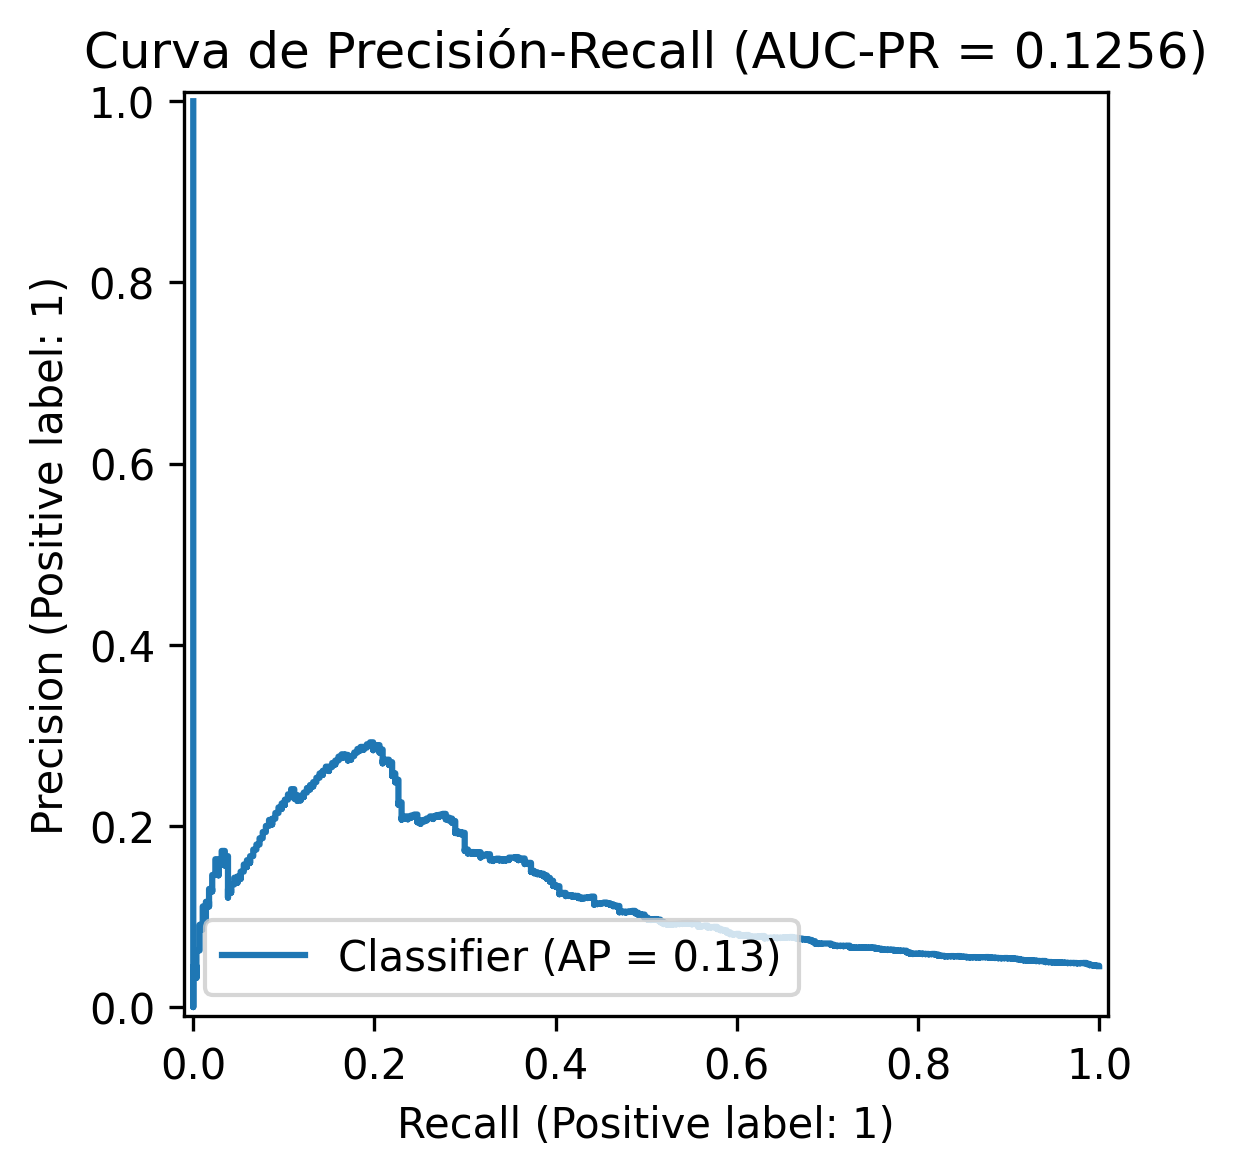 Curva de Precisión-Recall (AUC-PR = 0.1256)
1.0
0.8
0.6
0.4
0.2
0.0
Precision (Positive label: 1)
Classifier (AP = 0.13)
0.0 0.2 0.4 0.6 0.8 1.0
Recall (Positive label: 1)